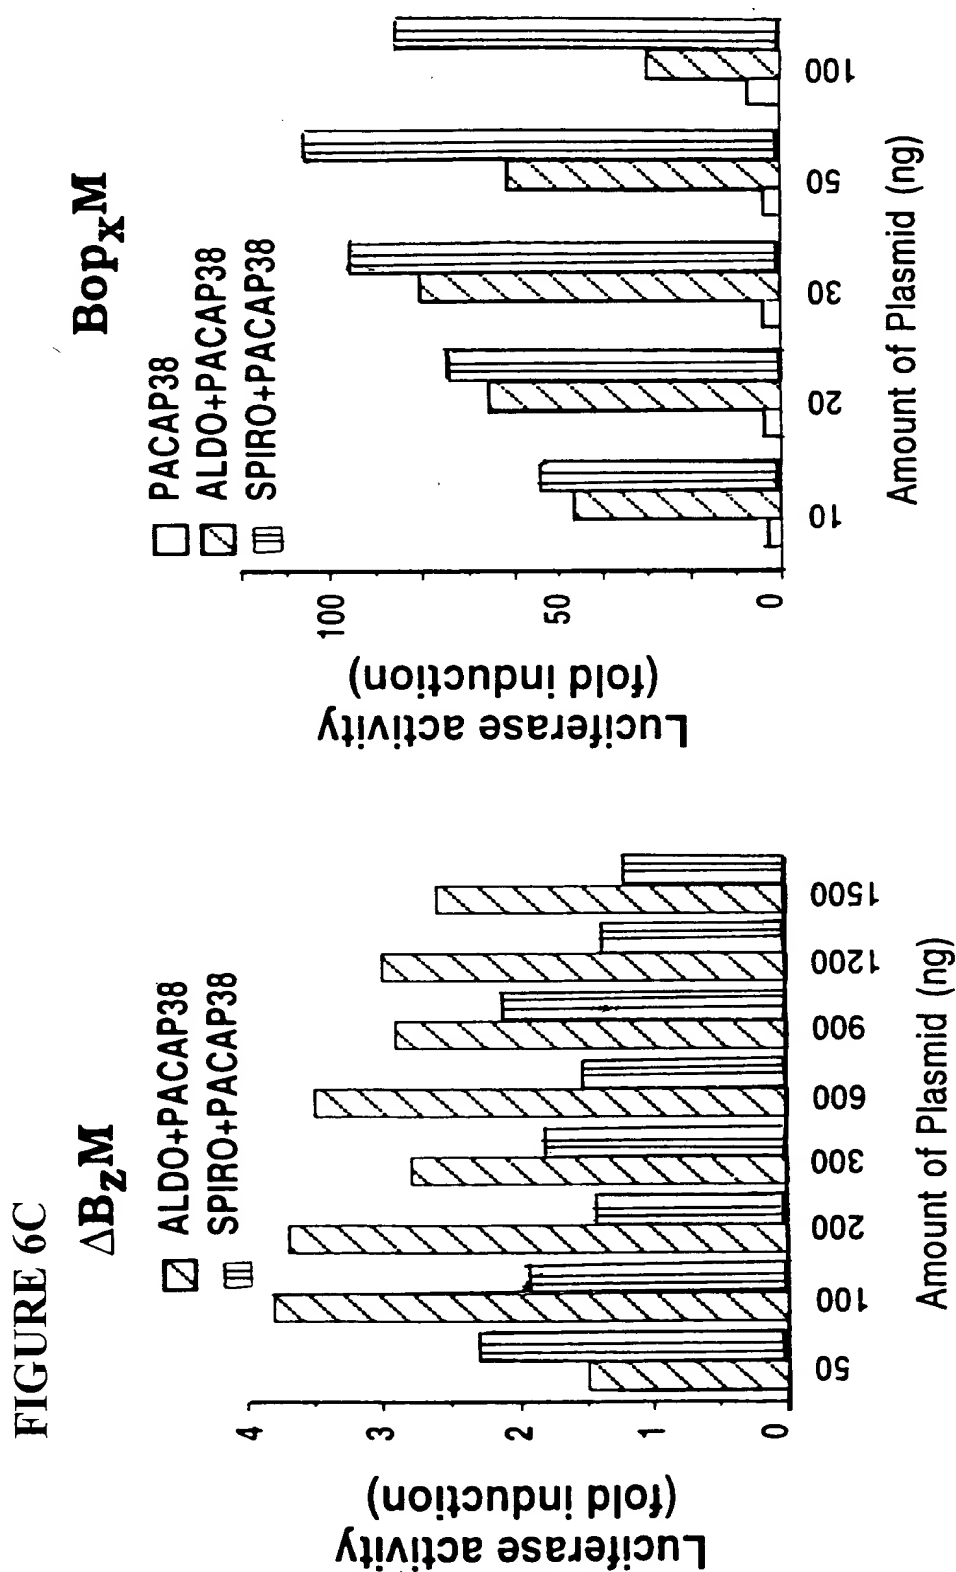 FIGURE 6C
ΔBzM
ALDO+PACAP38
SPIRO+PACAP38
Luciferase activity
(fold induction)
4
3
2
1
0
50
100
200
300
600
900
1200
1500
Amount of Plasmid (ng)
BopxM
PACAP38
ALDO+PACAP38
SPIRO+PACAP38
Luciferase activity
(fold induction)
100
50
0
10
20
30
50
100
Amount of Plasmid (ng)